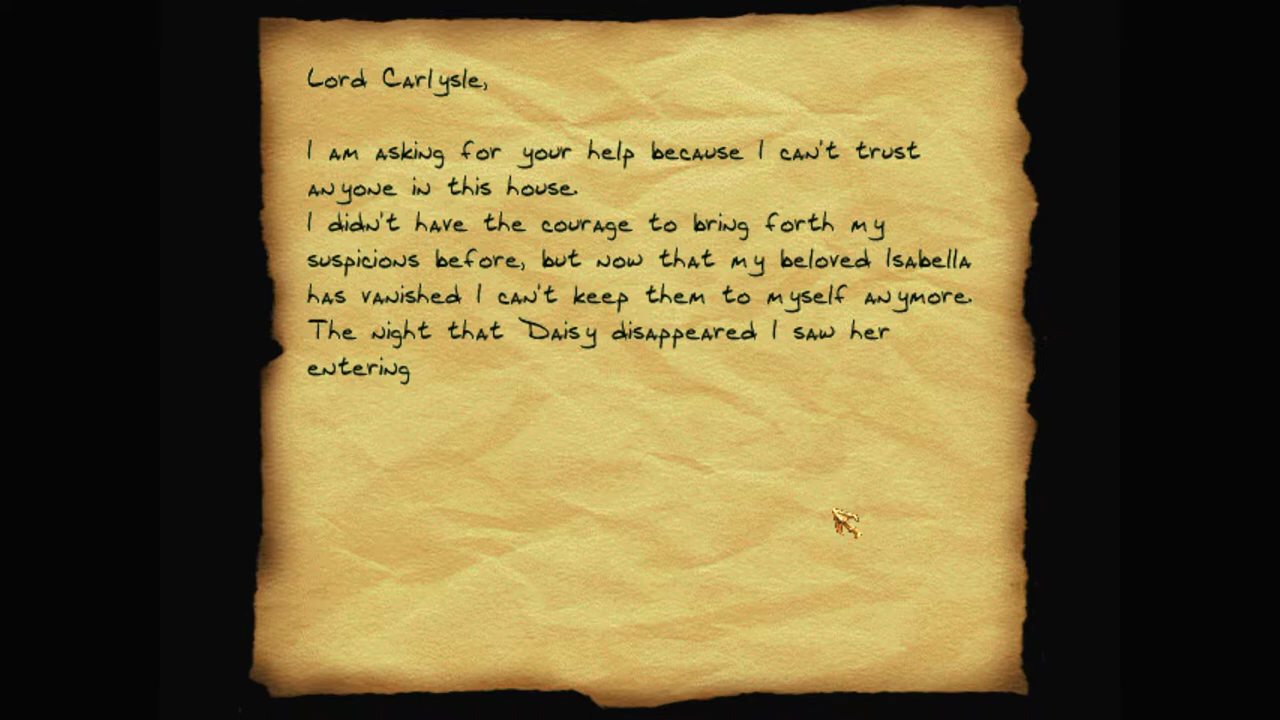 Lord Carlysle,
I am asking for your help because I can't trust
anyone in this house.
I didn't have the courage to bring forth my
suspicions before, but now that my beloved Isabella
has vanished I can't keep them to myself anymore.
The night that Daisy disappeared I saw her
entering